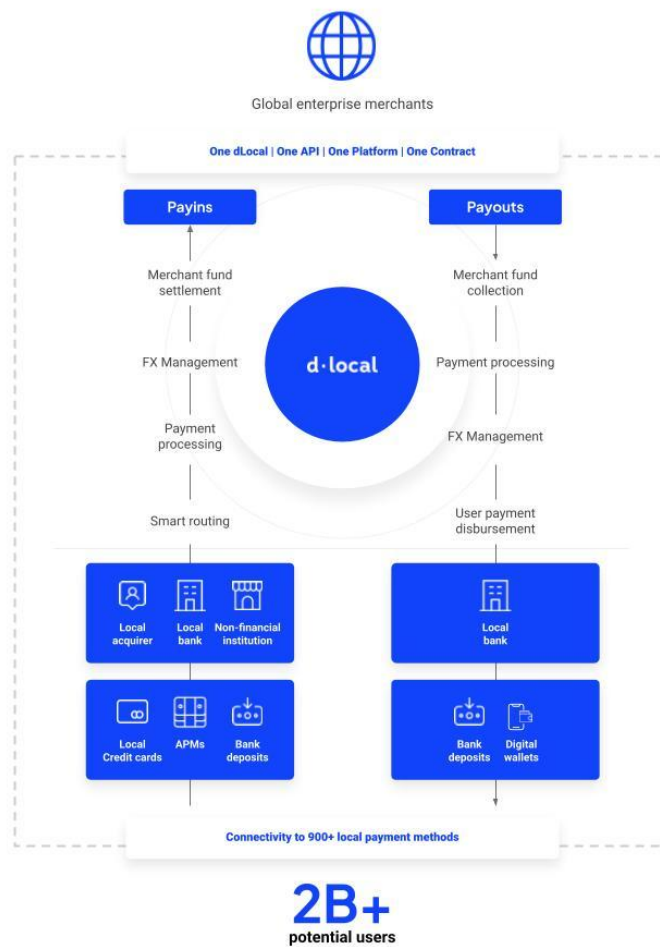 Global enterprise merchants
One dLocal | One API | One Platform | One Contract
Payins
Payouts
Merchant fund
settlement
Merchant fund
collection
d·local
FX Management
Payment processing
Payment
processing
FX Management
Smart routing
User payment
disbursement
Local
acquirer
Local
bank
Non-financial
institution
Local
bank
Local
Credit cards
APMs
Bank
deposits
Bank
deposits
Digital
wallets
Connectivity to 900+ local payment methods
2B+
potential users